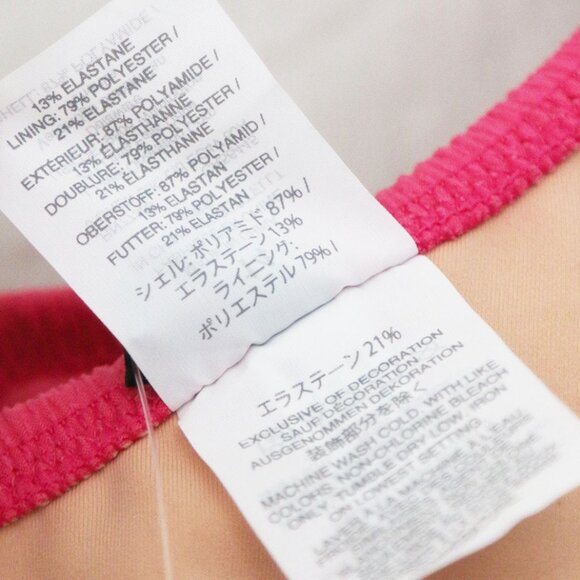 13% ELASTANE
LINING: 79% POLYESTER /
21% ELASTANE
EXTÉRIEUR: 87% POLYAMIDE /
13% ÉLASTHANNE
DOUBLURE: 79% POLYESTER /
21% ÉLASTHANNE
OBERSTOFF: 87% POLYAMID /
13% ELASTAN
FUTTER: 79% POLYESTER /
21% ELASTAN
シェル: ポリアミド 87% /
エラステーン 13%
ライニング:
ポリエステル 79% /
エラステーン 21%
EXCLUSIVE OF DECORATION
SAUF DECORATION
AUSGENOMMEN DEKORATION
装飾部分を除く
MACHINE WASH COLD, WITH LIKE
COLORS, NON-CHLORINE BLEACH
ONLY, TUMBLE DRY LOW, IRON
ON LOWEST SETTING